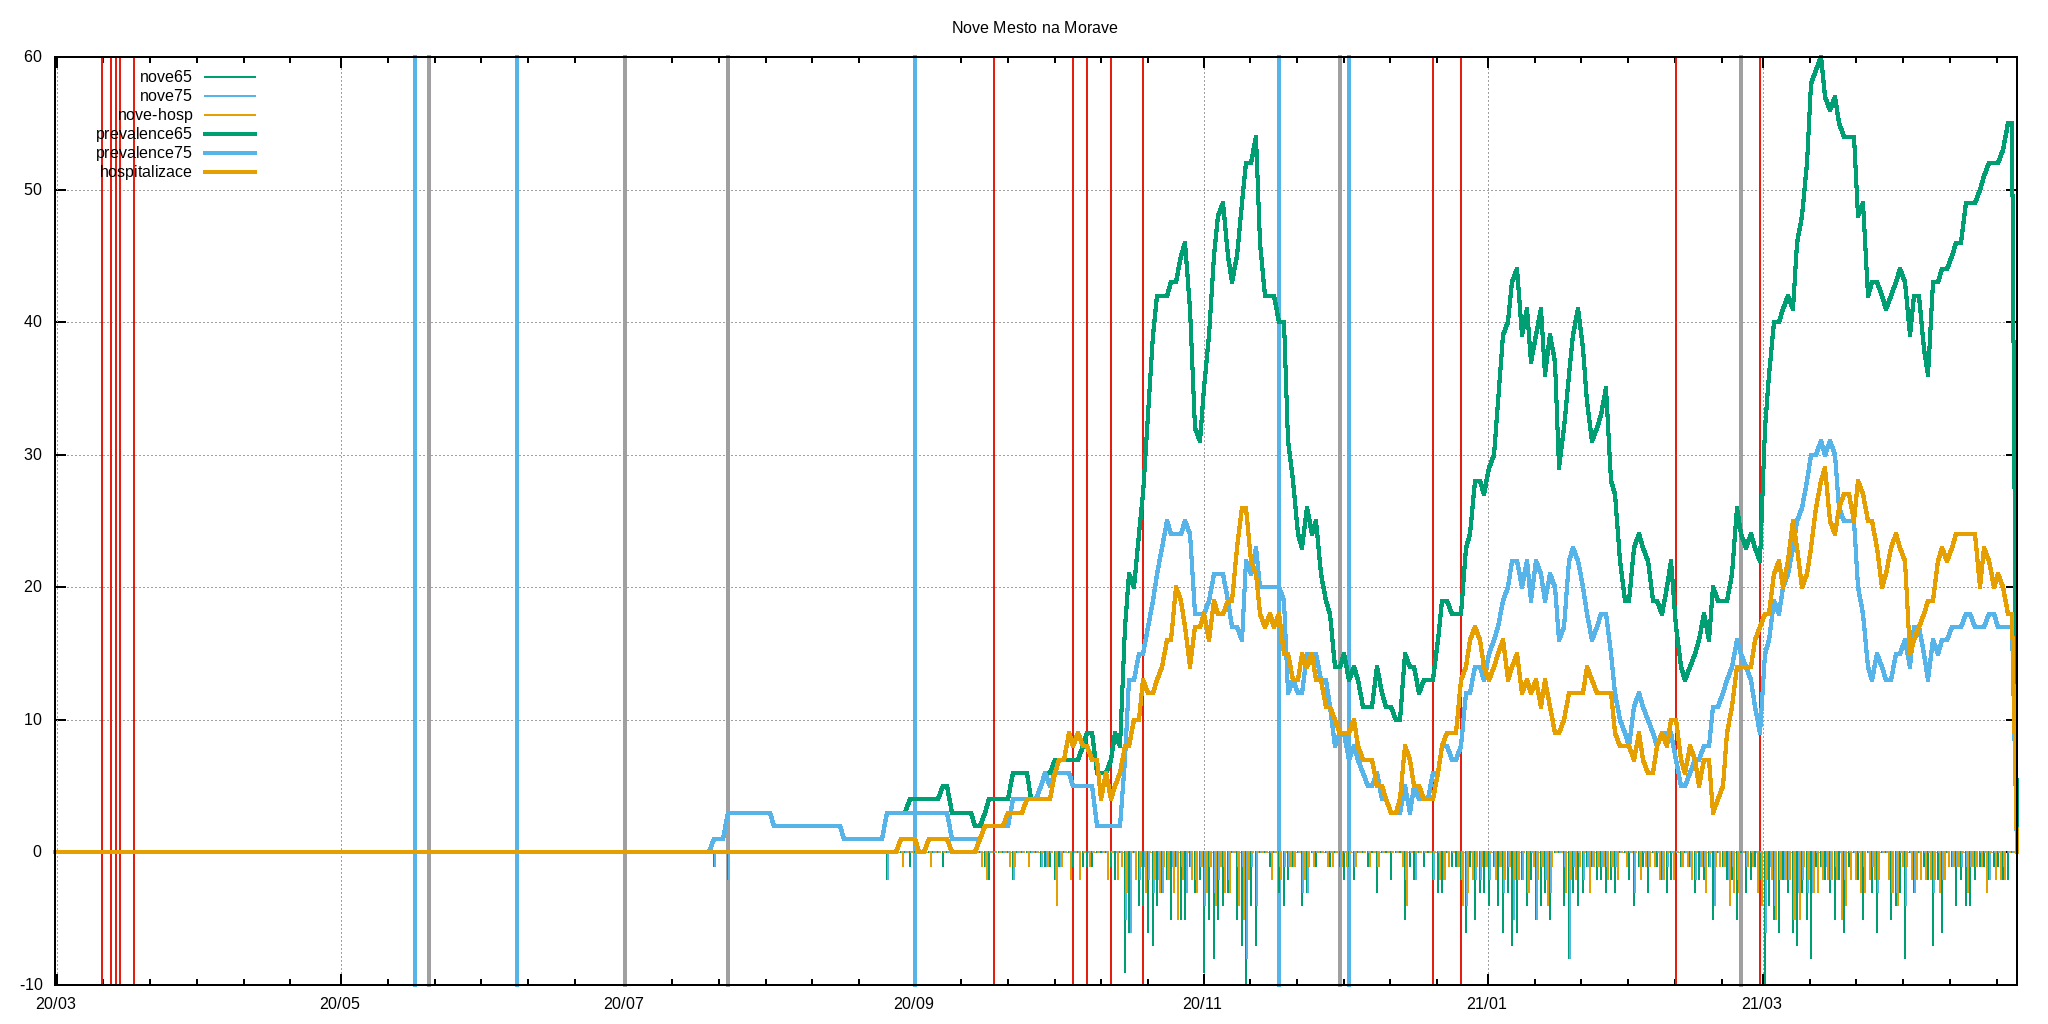 Nove Mesto na Morave
60
50
40
30
20
10
0
-10
nove65
nove75
nove-hosp
prevalence65
prevalence75
hospitalizace
20/03 20/05 20/07 20/09 20/11 21/01 21/03